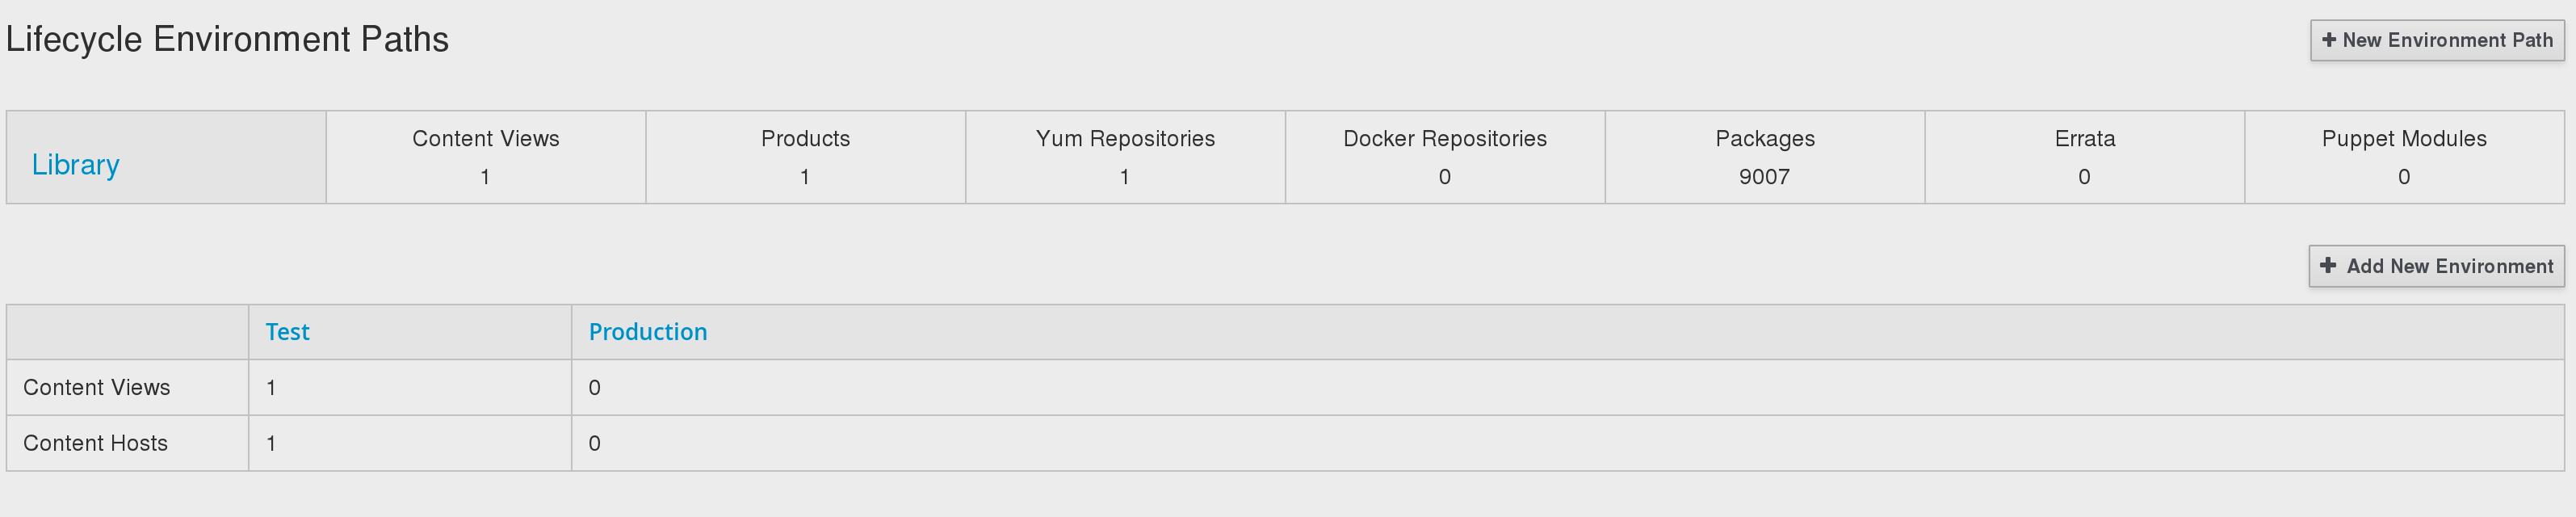 Lifecycle Environment Paths
+ New Environment Path
Library
Content Views
1
Products
1
Yum Repositories
1
Docker Repositories
0
Packages
9007
Errata
0
Puppet Modules
0
+ Add New Environment
Test Production
Content Views 1 0
Content Hosts 1 0